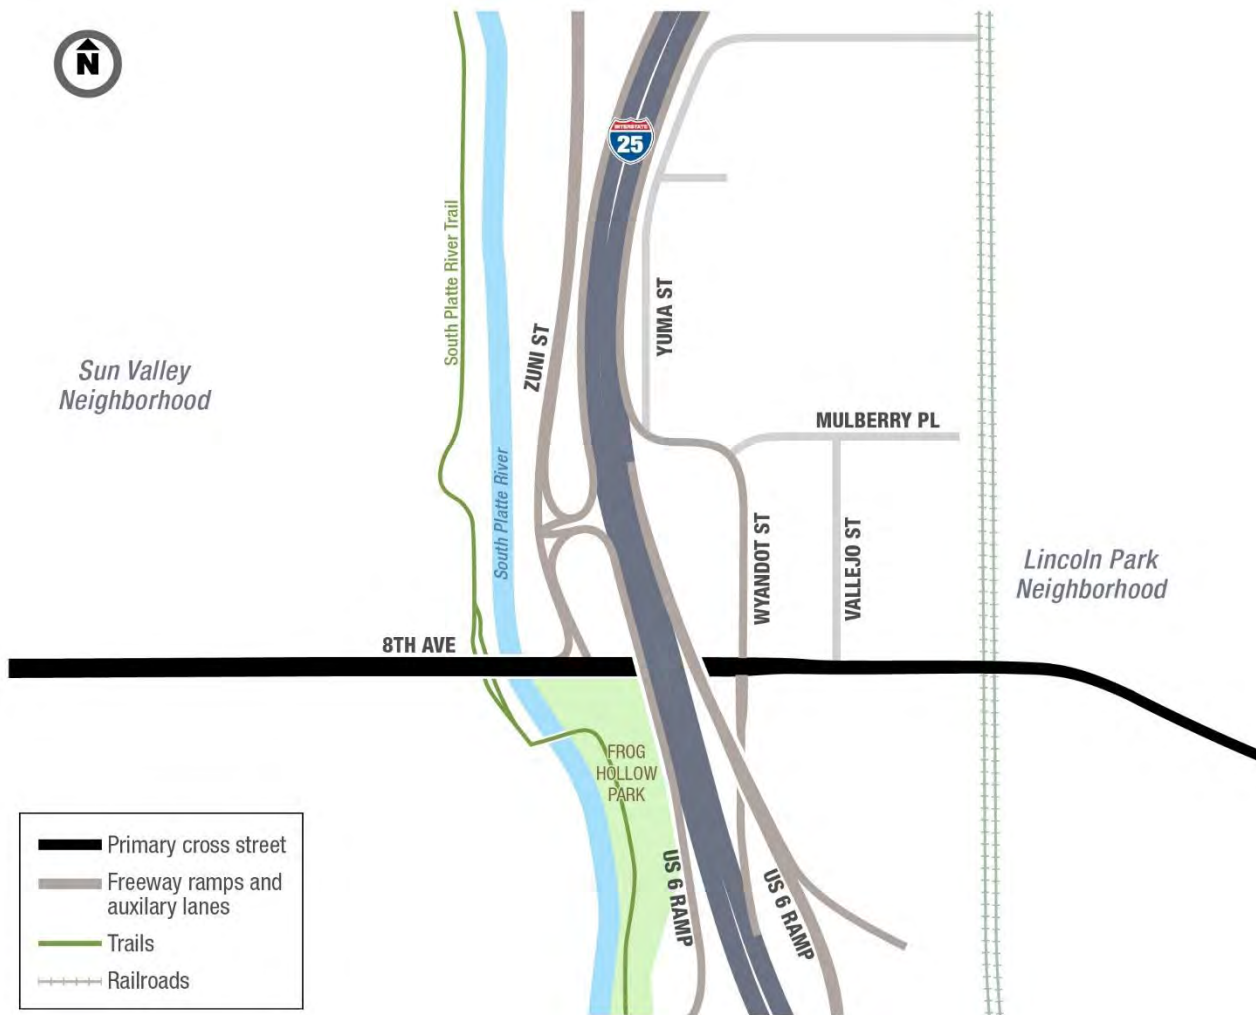 N
INTERSTATE
25
South Platte River Trail
ZUNI ST
YUMA ST
Sun Valley
Neighborhood
MULBERRY PL
South Platte River
WYANDOT ST
VALLEJO ST
Lincoln Park
Neighborhood
8TH AVE
FROG
HOLLOW
PARK
US 6 RAMP
US 6 RAMP
Primary cross street
Freeway ramps and
auxilary lanes
Trails
Railroads